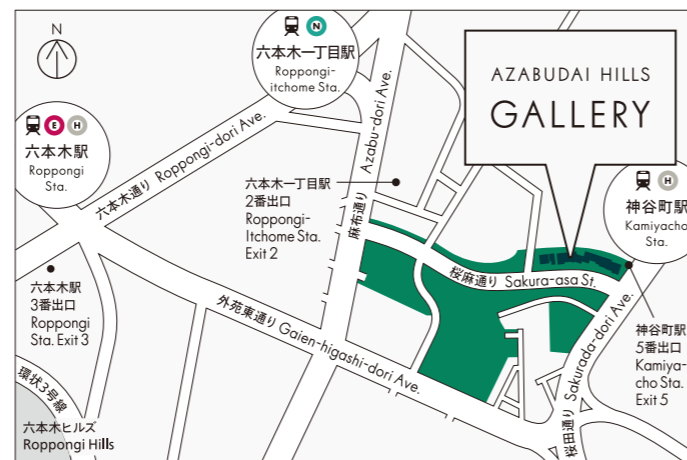 N
N
六本木一丁目駅
Roppongi-
itchome Sta.
AZABUDAI HILLS
GALLERY
E H
六本木駅
Roppongi
Sta.
六本木通り Roppongi-dori Ave.
麻布通り Azabu-dori Ave.
六本木一丁目駅
2番出口
Roppongi-
Itchome Sta.
Exit 2
H
神谷町駅
Kamiyacho
Sta.
桜麻通り Sakura-asa St.
六本木駅
3番出口
Roppongi
Sta. Exit 3
外苑東通り Gaien-higashi-dori Ave.
桜田通り Sakurada-dori Ave.
神谷町駅
5番出口
Kamiya-
cho Sta.
Exit 5
環状3号線
六本木ヒルズ
Roppongi Hills